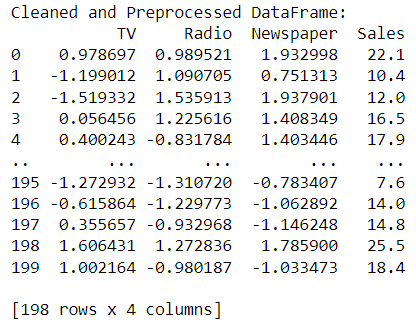 Cleaned and Preprocessed DataFrame:
TV Radio Newspaper Sales
0 0.978697 0.989521 1.932998 22.1
1 -1.199012 1.090705 0.751313 10.4
2 -1.519332 1.535913 1.937901 12.0
3 0.056456 1.225616 1.408349 16.5
4 0.400243 -0.831784 1.403446 17.9
.. ... ... ... ...
195 -1.272932 -1.310720 -0.783407 7.6
196 -0.615864 -1.229773 -1.062892 14.0
197 0.355657 -0.932968 -1.146248 14.8
198 1.606431 1.272836 1.785900 25.5
199 1.002164 -0.980187 -1.033473 18.4
[198 rows x 4 columns]